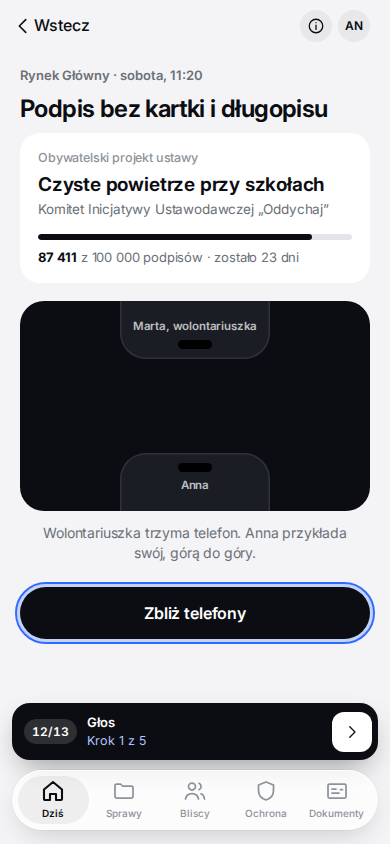 Wstecz
AN
Rynek Główny · sobota, 11:20
Podpis bez kartki i długopisu
Obywatelski projekt ustawy
Czyste powietrze przy szkołach
Komitet Inicjatywy Ustawodawczej „Oddychaj”
87 411 z 100 000 podpisów · zostało 23 dni
Marta, wolontariuszka
Anna
Wolontariuszka trzyma telefon. Anna przykłada
swój, górą do góry.
Zbliż telefony
12/13
Głos
Krok 1 z 5
Dziś
Sprawy
Bliscy
Ochrona
Dokumenty